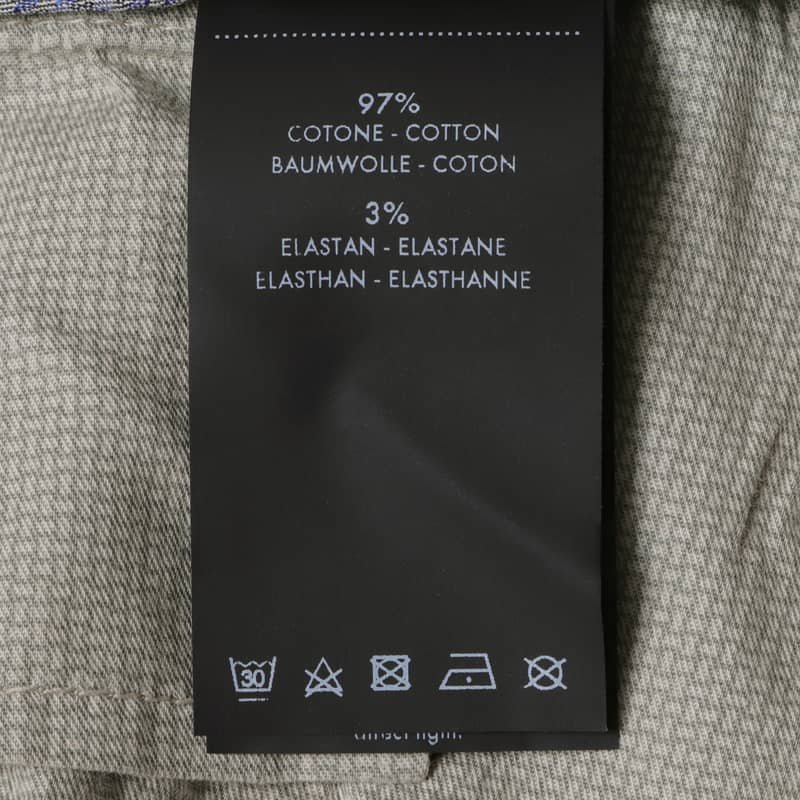 97%
COTONE - COTTON
BAUMWOLLE - COTON
3%
ELASTAN - ELASTANE
ELASTHAN - ELASTHANNE
30